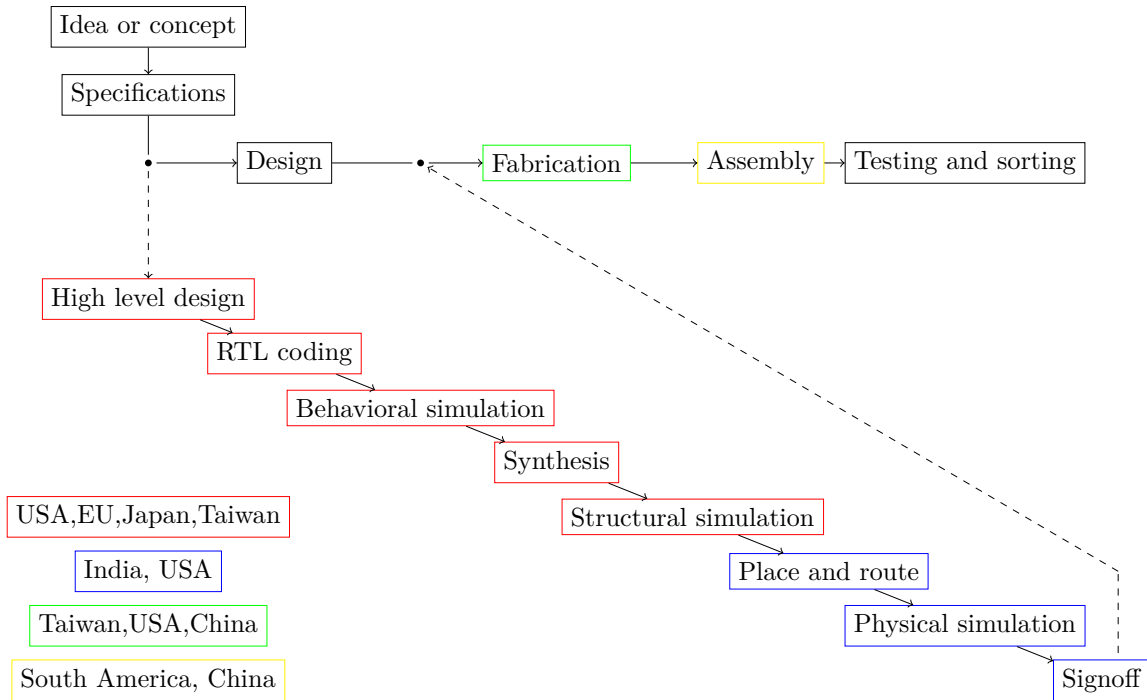 Idea or concept
Specifications
Design
Fabrication
Assembly
Testing and sorting
High level design
RTL coding
Behavioral simulation
Synthesis
Structural simulation
Place and route
Physical simulation
Signoff
USA,EU,Japan,Taiwan
India, USA
Taiwan,USA,China
South America, China